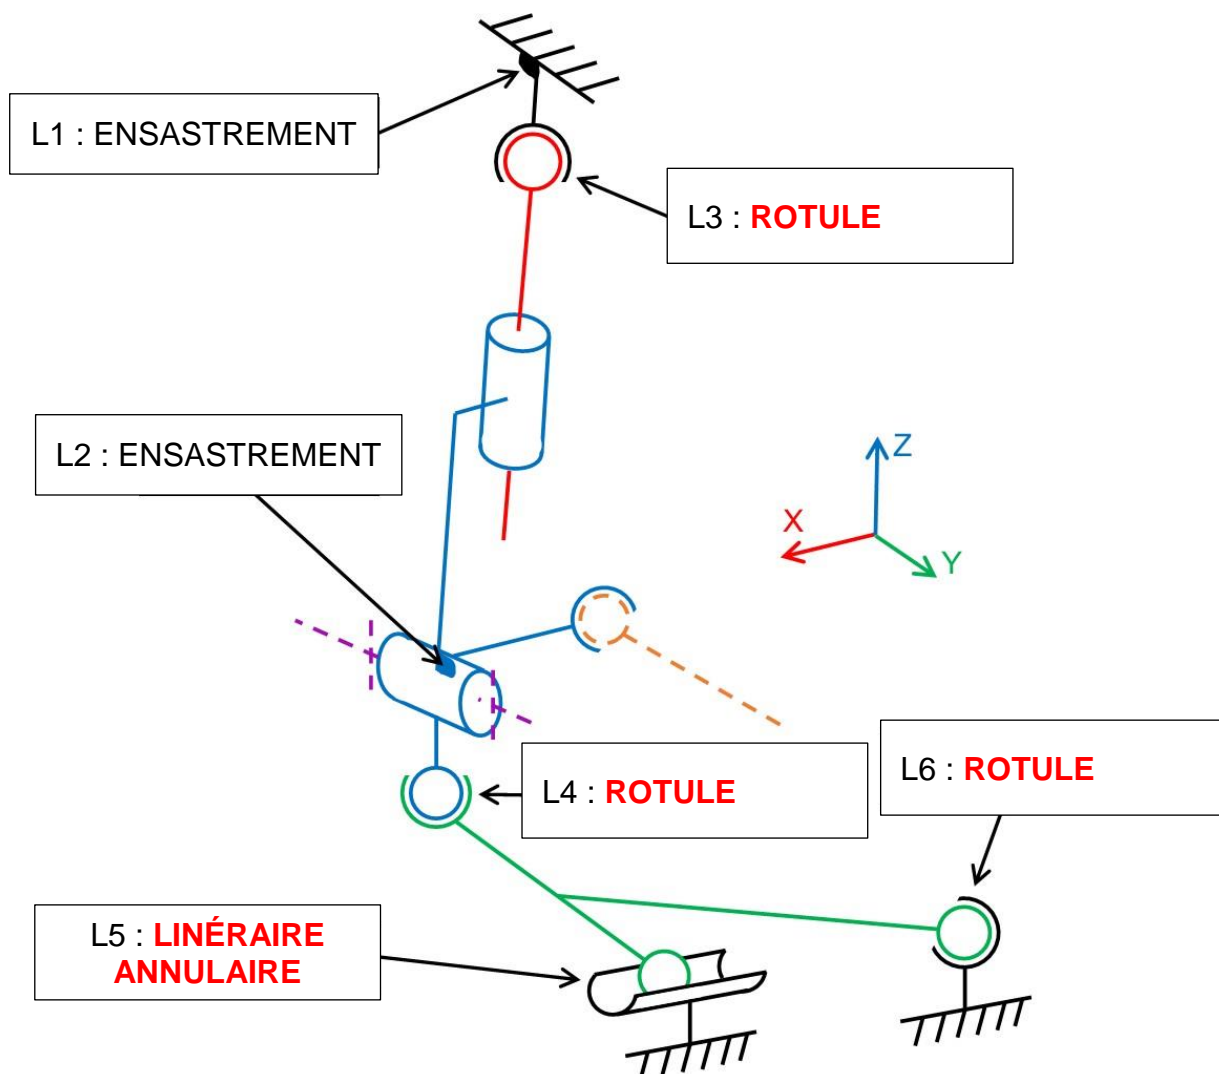 L1 : ENSASTREMENT
L3 : ROTULE
L2 : ENSASTREMENT
Z
X
Y
L4 : ROTULE
L6 : ROTULE
L5 : LINÉRAIRE
ANNULAIRE